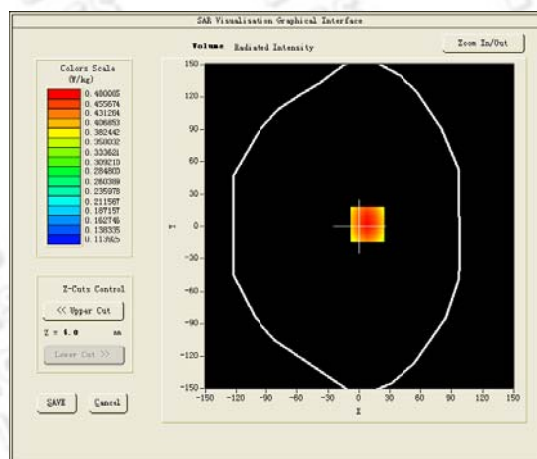 SAR Visualisation Graphical Interface
Volume Radiated Intensity
Zoom In/Out
Colors Scale
(W/kg)
0.480085
0.455674
0.431264
0.406853
0.382442
0.358032
0.333621
0.309210
0.284800
0.260389
0.235978
0.211567
0.187157
0.162746
0.138335
Z-Cuts Control
<< Upper Cut
Z = 4.0 mm
Lower Cut >>
SAVE
Cancel
150
120
90
60
30
0
-30
-60
-90
-120
-150
Y
-150 -120 -90 -60 -30 0 30 60 90 120 150
X